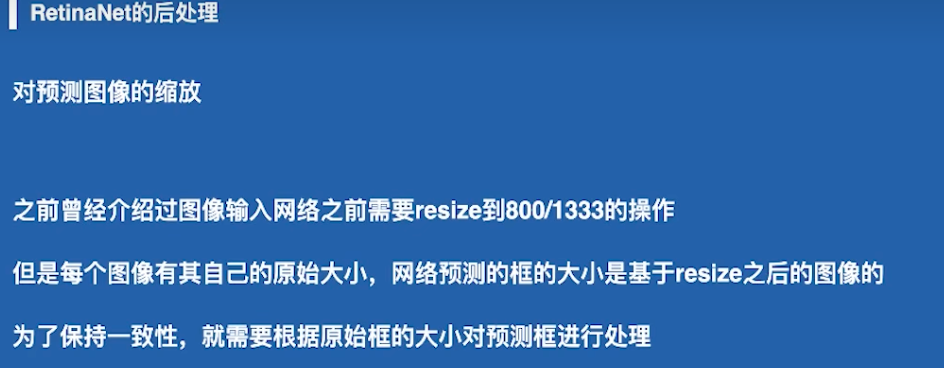 RetinaNet的后处理
对预测图像的缩放
之前曾经介绍过图像输入网络之前需要resize到800/1333的操作
但是每个图像有其自己的原始大小，网络预测的框的大小是基于resize之后的图像的
为了保持一致性，就需要根据原始框的大小对预测框进行处理